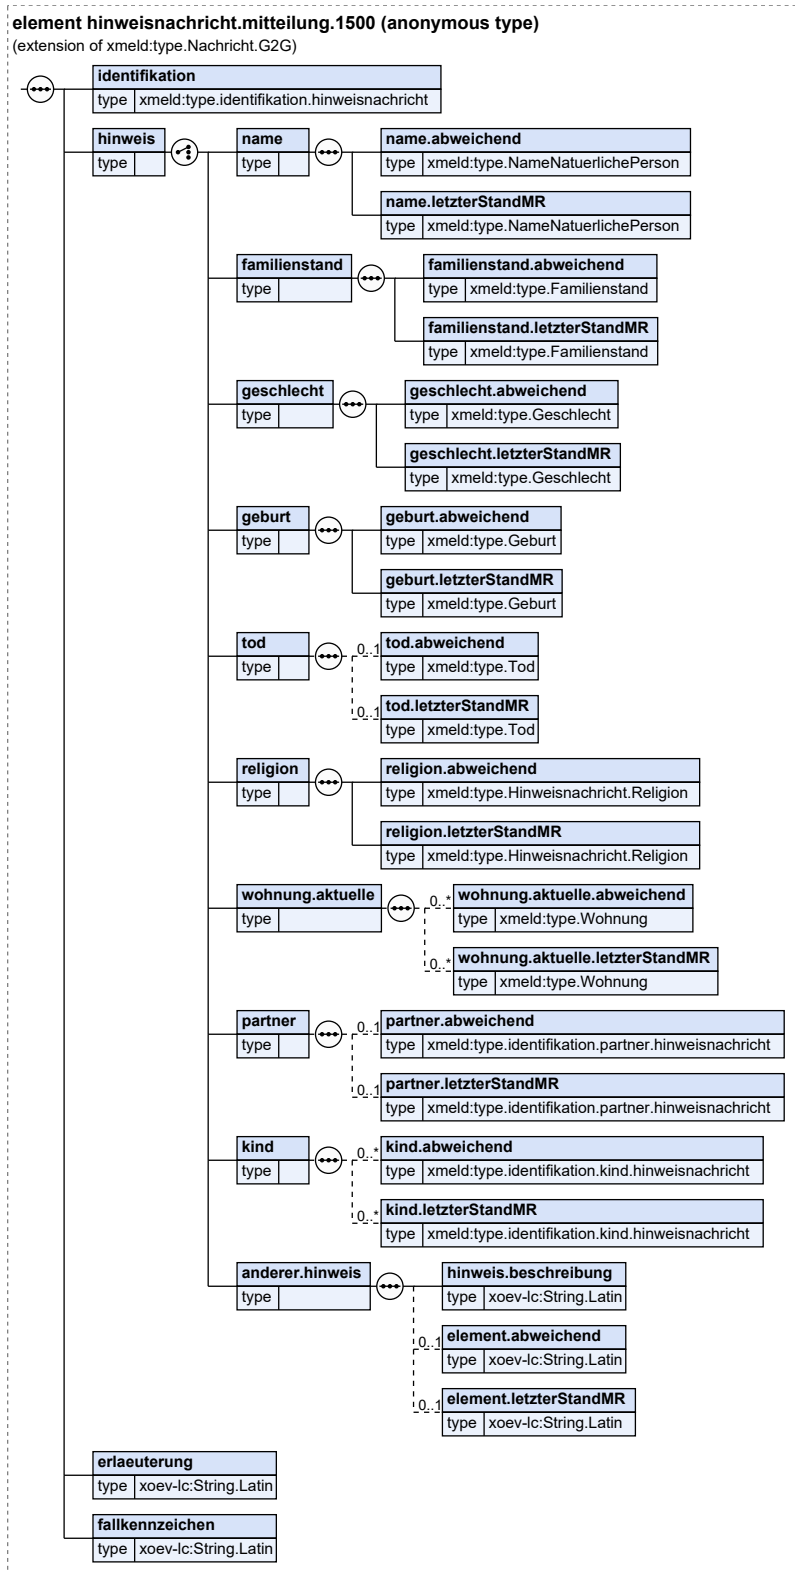 element hinweisnachricht.mitteilung.1500 (anonymous type)
(extension of xmeld:type.Nachricht.G2G)
identifikation
type xmeld:type.identifikation.hinweisnachricht
hinweis
type
name
type
name.abweichend
type xmeld:type.NameNatuerlichePerson
name.letzterStandMR
type xmeld:type.NameNatuerlichePerson
familienstand
type
familienstand.abweichend
type xmeld:type.Familienstand
familienstand.letzterStandMR
type xmeld:type.Familienstand
geschlecht
type
geschlecht.abweichend
type xmeld:type.Geschlecht
geschlecht.letzterStandMR
type xmeld:type.Geschlecht
geburt
type
geburt.abweichend
type xmeld:type.Geburt
geburt.letzterStandMR
type xmeld:type.Geburt
tod
type
0..1
tod.abweichend
type xmeld:type.Tod
0..1
tod.letzterStandMR
type xmeld:type.Tod
religion
type
religion.abweichend
type xmeld:type.Hinweisnachricht.Religion
religion.letzterStandMR
type xmeld:type.Hinweisnachricht.Religion
wohnung.aktuelle
type
0..*
wohnung.aktuelle.abweichend
type xmeld:type.Wohnung
0..*
wohnung.aktuelle.letzterStandMR
type xmeld:type.Wohnung
partner
type
0..1
partner.abweichend
type xmeld:type.identifikation.partner.hinweisnachricht
0..1
partner.letzterStandMR
type xmeld:type.identifikation.partner.hinweisnachricht
kind
type
0..*
kind.abweichend
type xmeld:type.identifikation.kind.hinweisnachricht
0..*
kind.letzterStandMR
type xmeld:type.identifikation.kind.hinweisnachricht
anderer.hinweis
type
hinweis.beschreibung
type xoev-lc:String.Latin
0..1
element.abweichend
type xoev-lc:String.Latin
0..1
element.letzterStandMR
type xoev-lc:String.Latin
erlaeuterung
type xoev-lc:String.Latin
fallkennzeichen
type xoev-lc:String.Latin